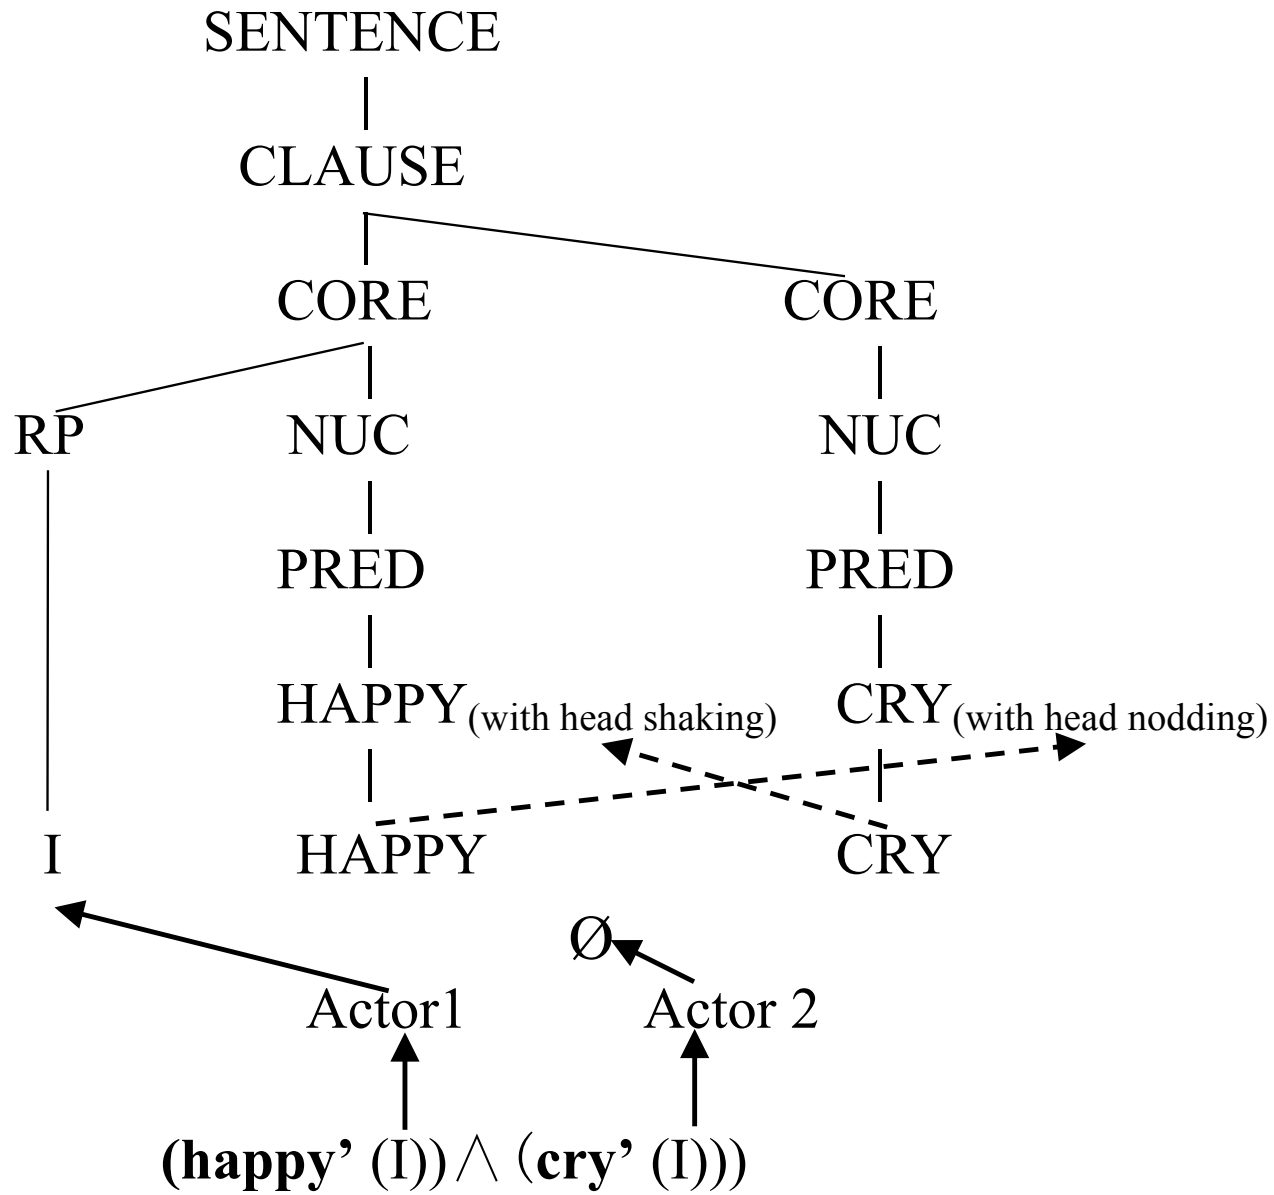 SENTENCE
CLAUSE
CORE CORE
RP NUC NUC
PRED PRED
HAPPY(with head shaking) CRY(with head nodding)
I HAPPY CRY
Ø
Actor1 Actor 2
(happy’ (I))∧(cry’ (I)))